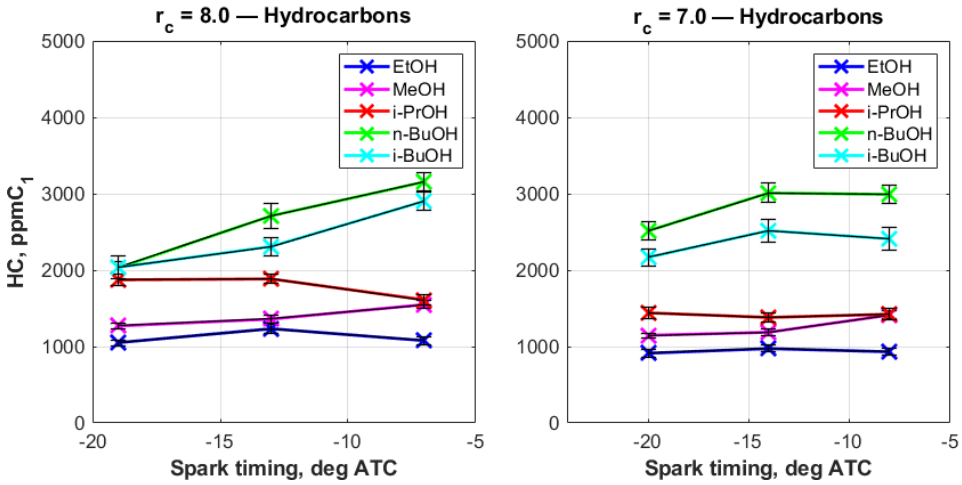 r_c = 8.0 — Hydrocarbons
HC, ppmC_1
5000
4000
3000
2000
1000
0
EtOH
MeOH
i-PrOH
n-BuOH
i-BuOH
-20
-15
-10
-5
Spark timing, deg ATC
r_c = 7.0 — Hydrocarbons
5000
4000
3000
2000
1000
0
EtOH
MeOH
i-PrOH
n-BuOH
i-BuOH
-20
-15
-10
-5
Spark timing, deg ATC